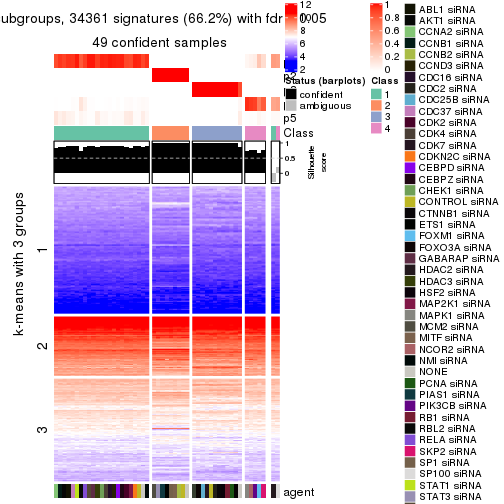 ubgroups, 34361 signatures (66.2%) with fdr 0.05
49 confident samples
p5
Class
1
0.5
0
Silhouette
score
k-means with 3 groups
1
2
3
agent
12
10
8
6
4
2
Status (barplots)
confident
ambiguous
1
0.8
0.6
0.4
0.2
0
Class
1
2
3
4
ABL1 siRNA
AKT1 siRNA
CCNA2 siRNA
CCNB1 siRNA
CCNB2 siRNA
CCND3 siRNA
CDC16 siRNA
CDC2 siRNA
CDC25B siRNA
CDC37 siRNA
CDK2 siRNA
CDK4 siRNA
CDK7 siRNA
CDKN2C siRNA
CEBPD siRNA
CEBPZ siRNA
CHEK1 siRNA
CONTROL siRNA
CTNNB1 siRNA
ETS1 siRNA
FOXM1 siRNA
FOXO3A siRNA
GABARAP siRNA
HDAC2 siRNA
HDAC3 siRNA
HSF2 siRNA
MAP2K1 siRNA
MAPK1 siRNA
MCM2 siRNA
MITF siRNA
NCOR2 siRNA
NMI siRNA
NONE
PCNA siRNA
PIAS1 siRNA
PIK3CB siRNA
RB1 siRNA
RBL2 siRNA
RELA siRNA
SKP2 siRNA
SP1 siRNA
SP100 siRNA
STAT1 siRNA
STAT3 siRNA